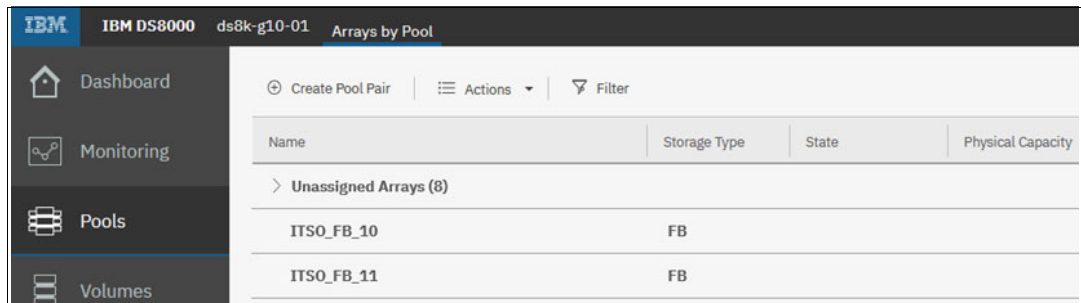 IBM IBM DS8000 ds8k-g10-01 Arrays by Pool
Dashboard
Create Pool Pair Actions Filter
Monitoring
Name Storage Type State Physical Capacity
Unassigned Arrays (8)
Pools
ITSO_FB_10 FB
ITSO_FB_11 FB
Volumes